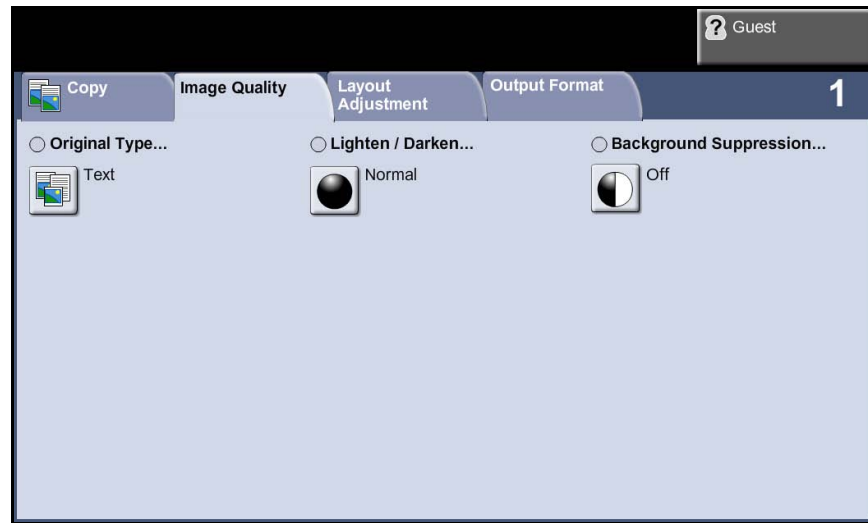 Guest
Copy
Image Quality
Layout
Adjustment
Output Format
1
Original Type...
Text
Lighten / Darken...
Normal
Background Suppression...
Off